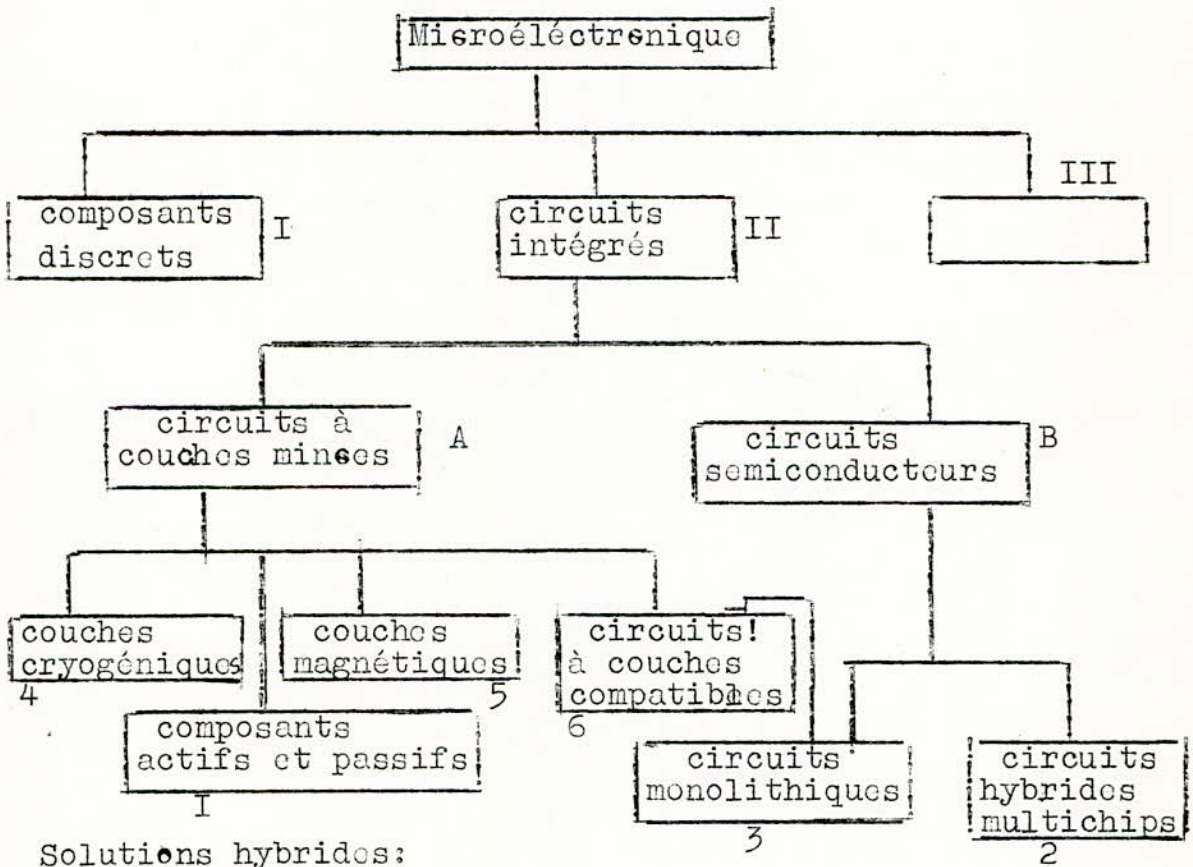 Microéléctronique
III
composants
discrets
I
circuits
intégrés
II
circuits à
couches minces
A
circuits
semiconducteurs
B
couches
cryogéniques
4
couches
magnétiques
5
circuits!
à couches
compatibles
6
composants
actifs et passifs
I
circuits
monolithiques
3
circuits
hybrides
multichips
2
Solutions hybrides: